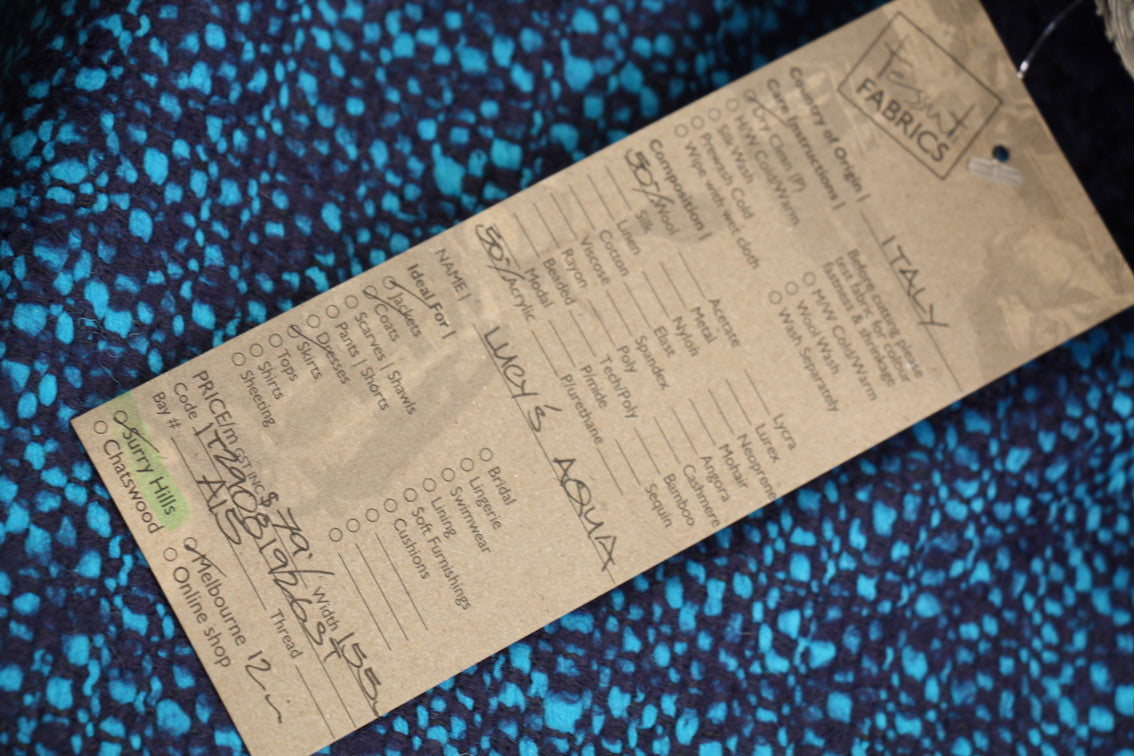 Tessuti
FABRICS
Country of Origin | ITALY
Care Instructions |
Dry Clean (P)
H/W Cold/Warm
Silk Wash
Prewash Cold
Wipe with wet cloth
Before cutting please
test fabric for colour
fastness & shrinkage
M/W Cold/Warm
Wool Wash
Wash Separately
Composition |
50% Wool
Silk
Linen
Cotton
Viscose
Rayon
Beaded
Modal
50% Acrylic
Acetate
Metal
Nylon
Elast
Spandex
Poly
Tech/Poly
P/mide
P/urethane
Lycra
Lurex
Neoprene
Mohair
Angora
Cashmere
Bamboo
Sequin
NAME | LUCY'S AQUA
Ideal For |
Jackets
Coats
Scarves | Shawls
Pants | Shorts
Dresses
Skirts
Tops
Shirts
Sheeting
Bridal
Lingerie
Swimwear
Lining
Soft Furnishings
Cushions
PRICE/m GST INC $ 79.- Width 155
Code
Bay # A15 Thread
Surry Hills
Chatswood
Melbourne 12
Online shop